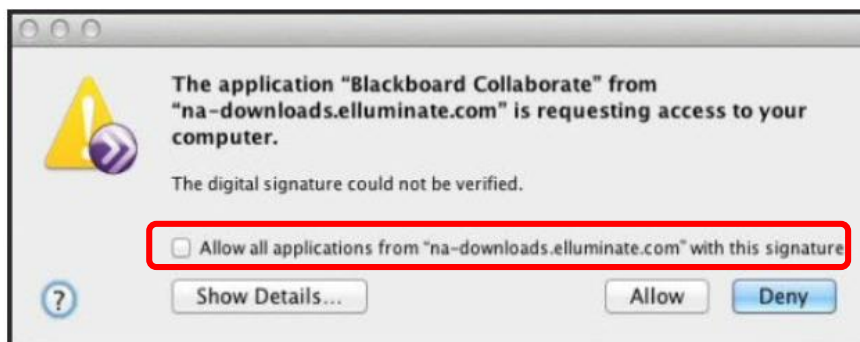 The application “Blackboard Collaborate” from
“na-downloads.elluminate.com” is requesting access to your
computer.
The digital signature could not be verified.
Allow all applications from “na-downloads.elluminate.com” with this signature
?
Show Details...
Allow
Deny